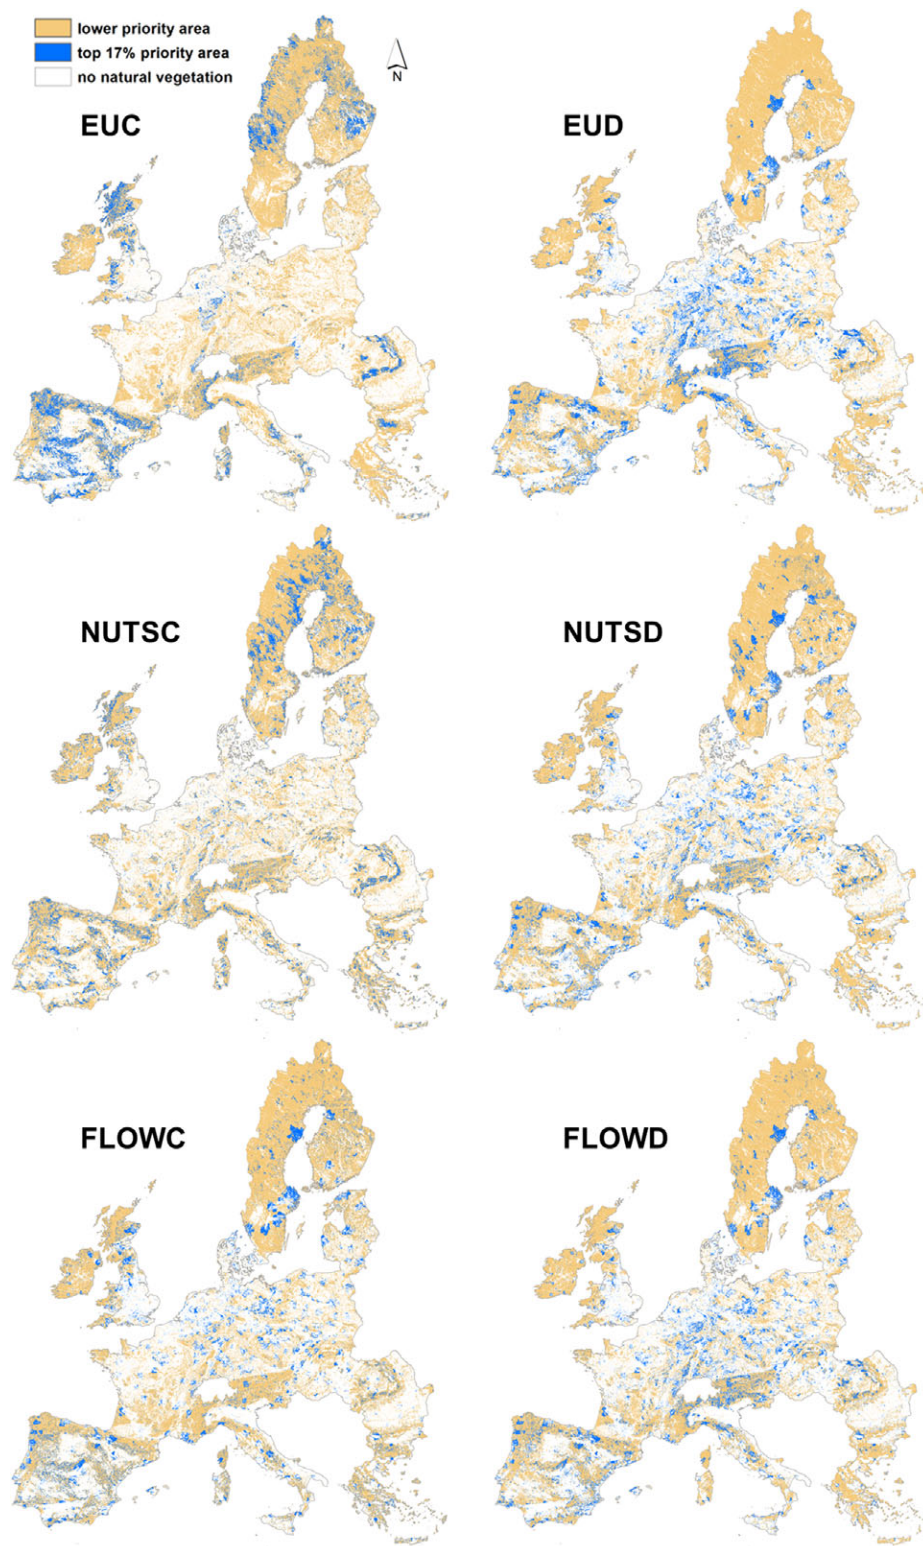 lower priority area
top 17% priority area
no natural vegetation
N
EUC
EUD
NUTSC
NUTSD
FLOWC
FLOWD